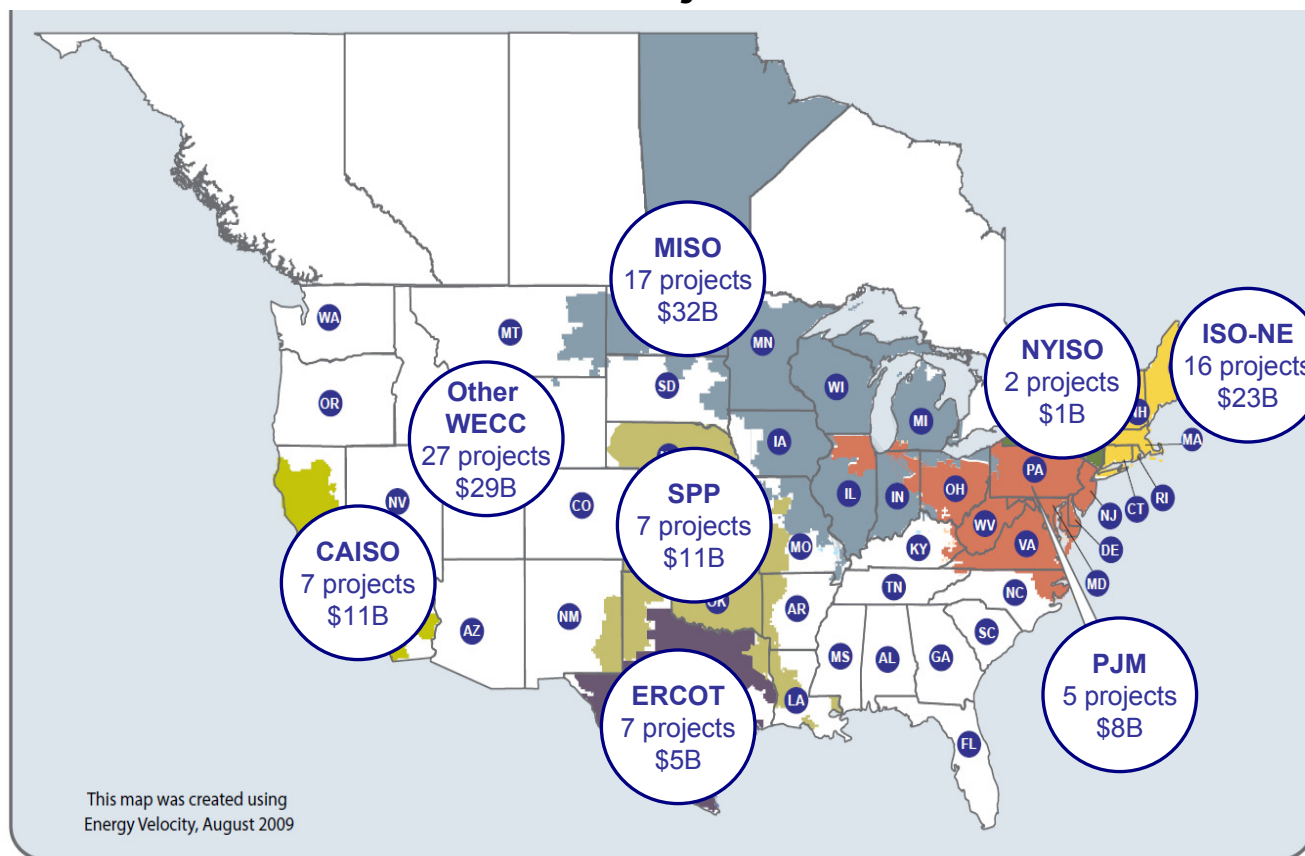 MISO
17 projects
$32B
NYISO
2 projects
$1B
ISO-NE
16 projects
$23B
Other
WECC
27 projects
$29B
SPP
7 projects
$11B
CAISO
7 projects
$11B
ERCOT
7 projects
$5B
PJM
5 projects
$8B
WA
MT
MN
OR
SD
WI
MI
NH
MA
IA
PA
NV
CO
IL
IN
OH
NJ
CT
RI
WV
VA
DE
MO
KY
MD
TN
NC
AZ
NM
OK
AR
SC
MS
AL
GA
LA
FL
This map was created using
Energy Velocity, August 2009